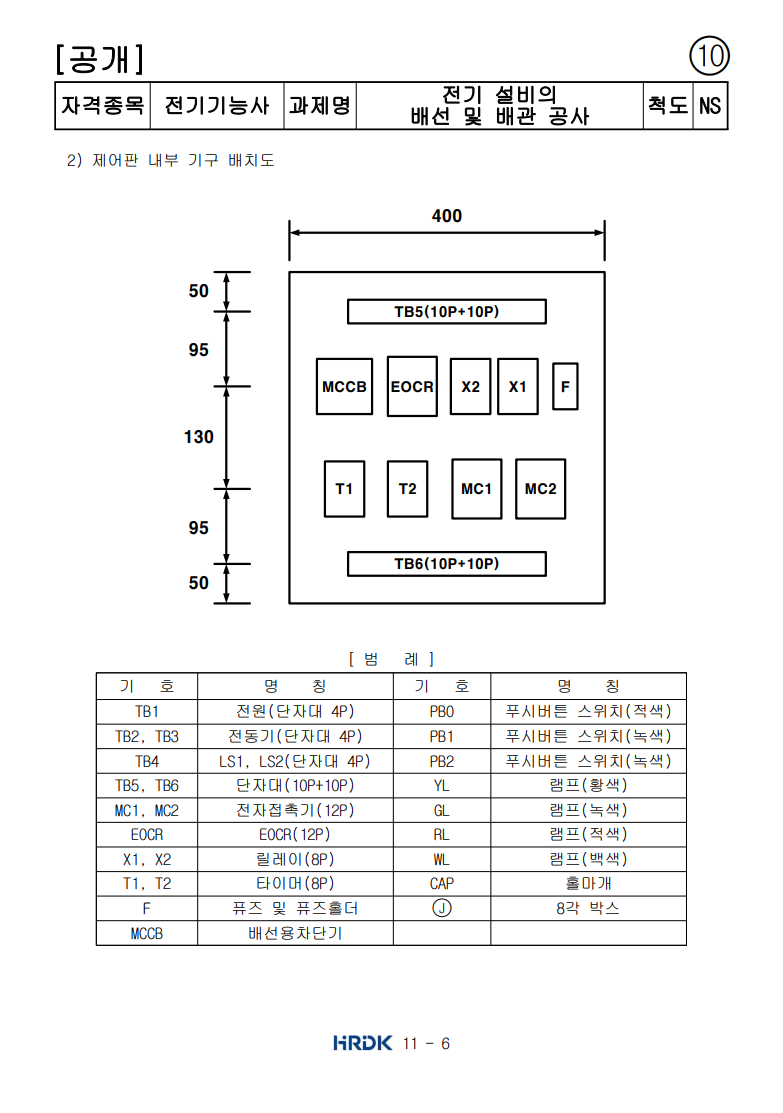 [공개]
⑩
자격종목 전기기능사 과제명 전기 설비의 배선 및 배관 공사 척도 NS
2) 제어판 내부 기구 배치도
400
50
TB5(10P+10P)
95
MCCB EOCR X2 X1 F
130
T1 T2 MC1 MC2
95
TB6(10P+10P)
50
[ 범 례 ]
기 호 명 칭 기 호 명 칭
TB1 전원(단자대 4P) PB0 푸시버튼 스위치(적색)
TB2, TB3 전동기(단자대 4P) PB1 푸시버튼 스위치(녹색)
TB4 LS1, LS2(단자대 4P) PB2 푸시버튼 스위치(녹색)
TB5, TB6 단자대(10P+10P) YL 램프(황색)
MC1, MC2 전자접촉기(12P) GL 램프(녹색)
EOCR EOCR(12P) RL 램프(적색)
X1, X2 릴레이(8P) WL 램프(백색)
T1, T2 타이머(8P) CAP 홀마개
F 퓨즈 및 퓨즈홀더 Ⓙ 8각 박스
MCCB 배선용차단기
HRDK 11 - 6